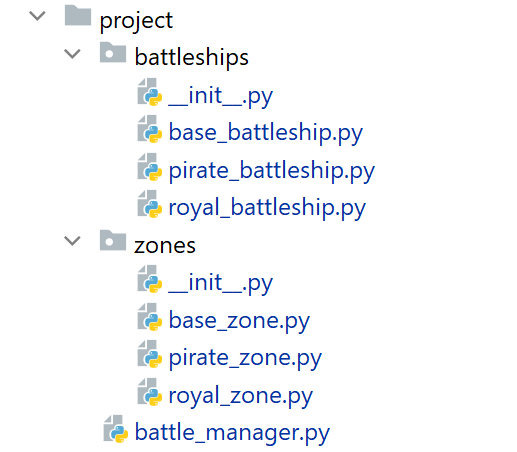 project
battleships
__init__.py
base_battleship.py
pirate_battleship.py
royal_battleship.py
zones
__init__.py
base_zone.py
pirate_zone.py
royal_zone.py
battle_manager.py